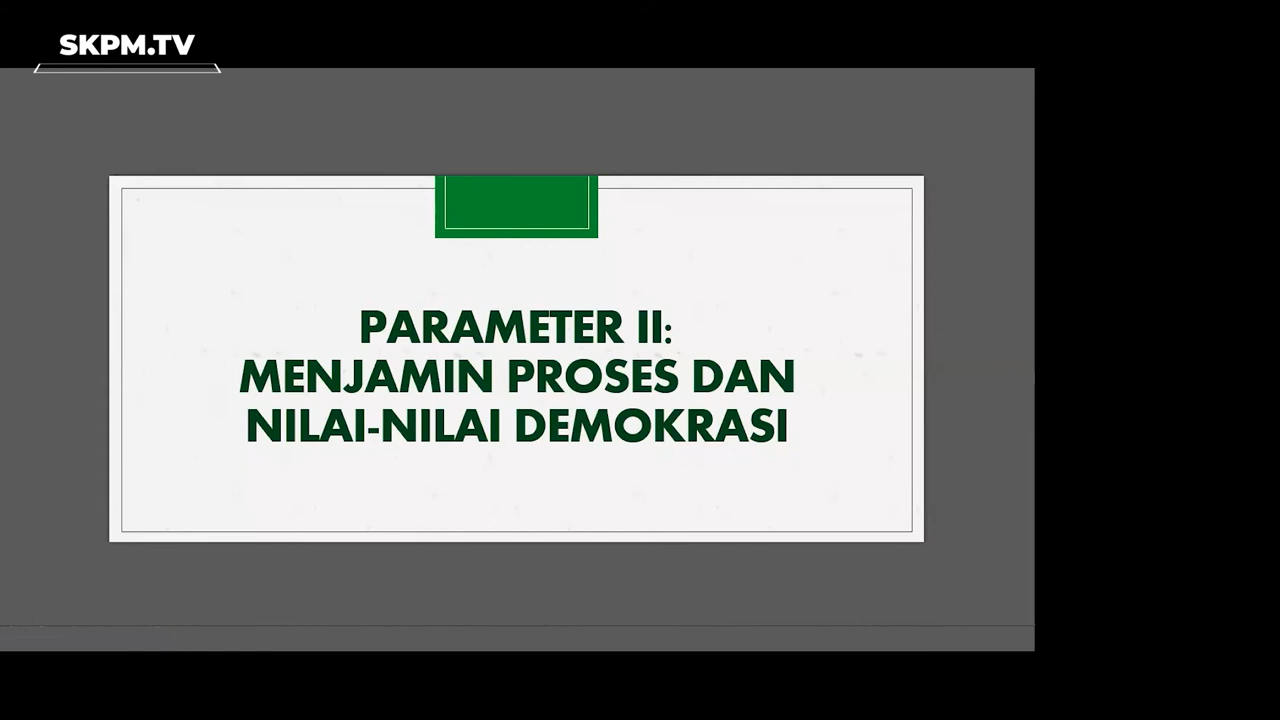 SKPM.TV
PARAMETER II:
MENJAMIN PROSES DAN
NILAI-NILAI DEMOKRASI